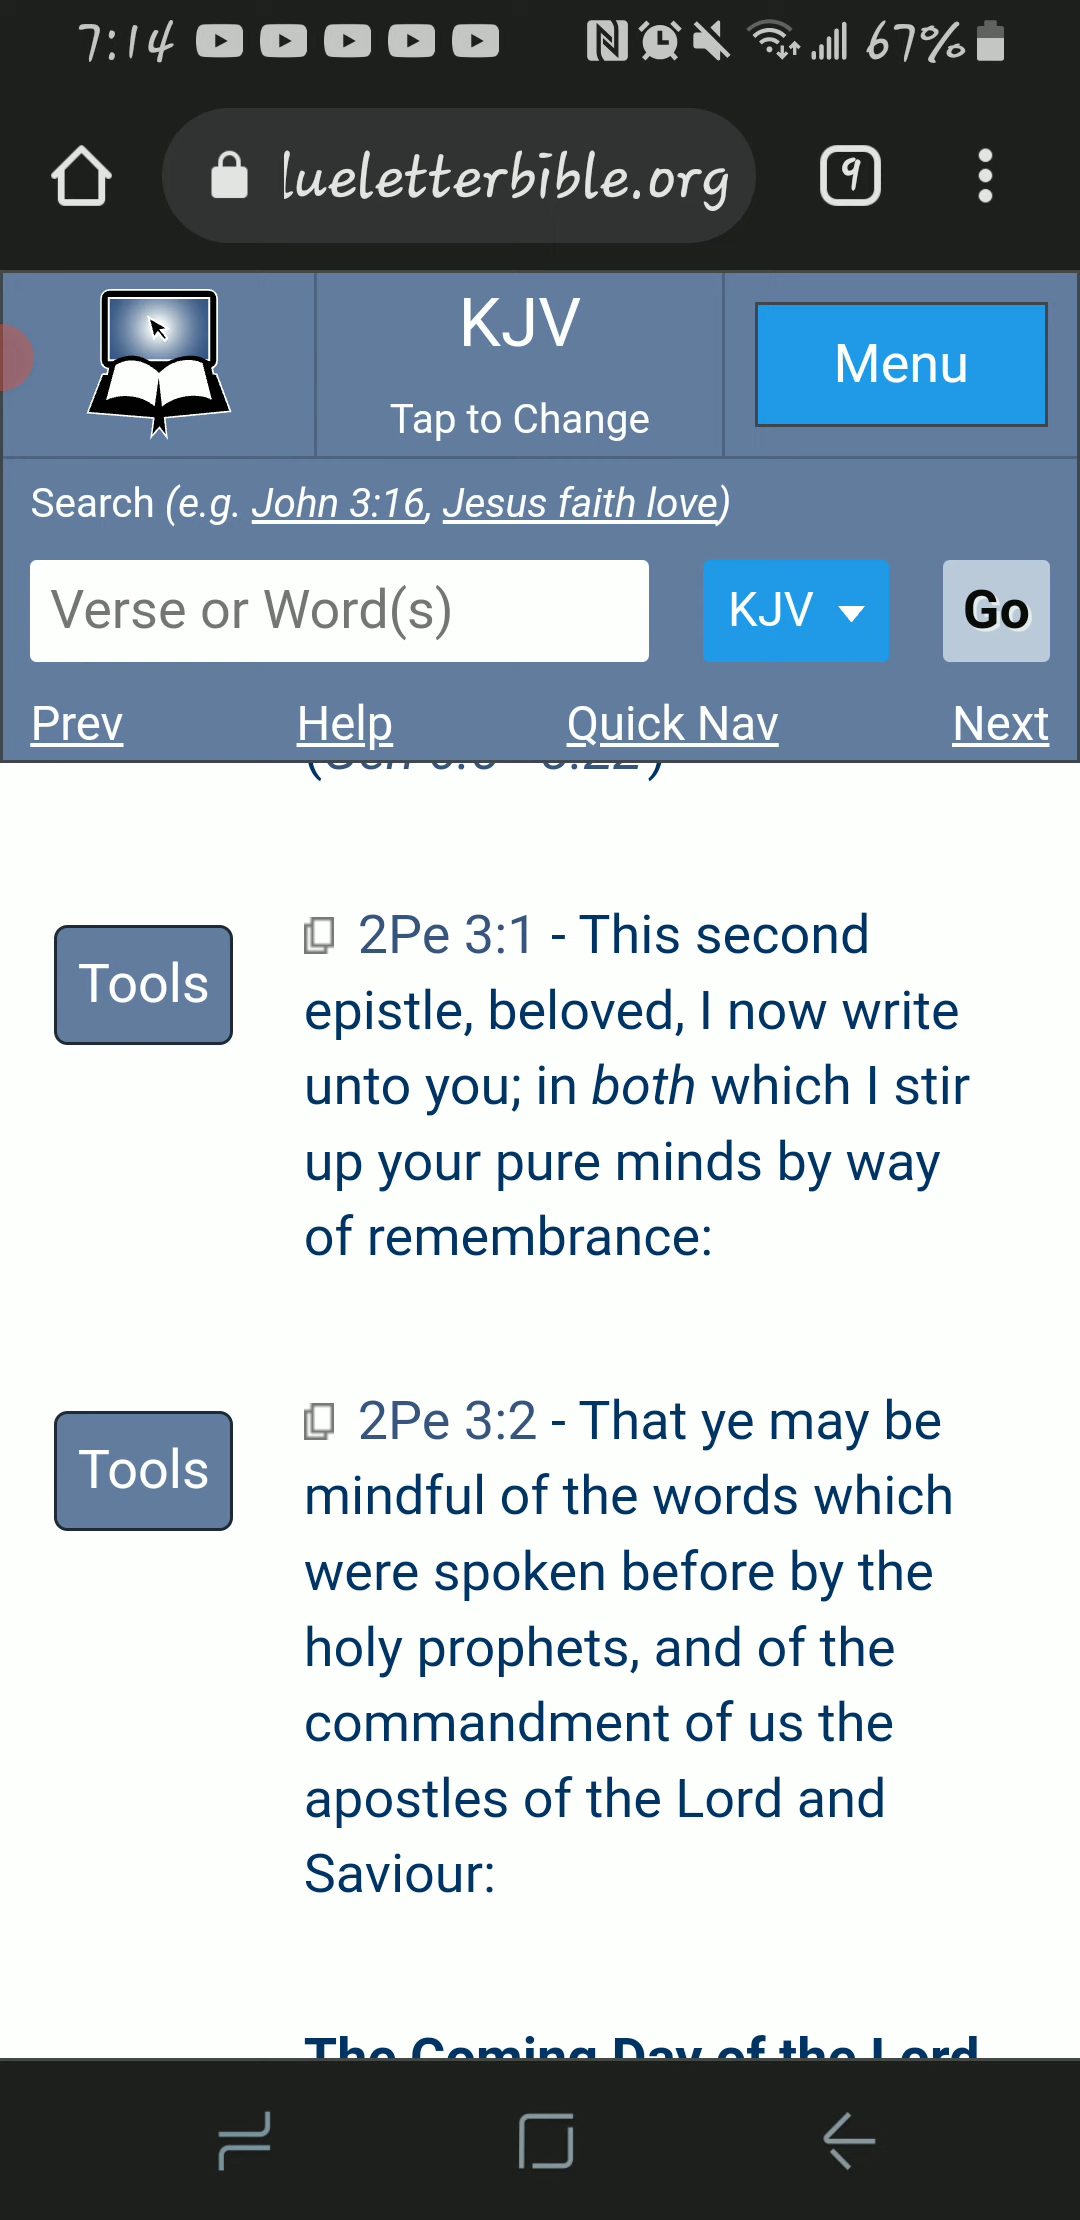 7:14 67%
lueletterbible.org 9
KJV
Tap to Change
Menu
Search (e.g. John 3:16, Jesus faith love)
Verse or Word(s) KJV Go
Prev Help Quick Nav Next
Tools
2Pe 3:1 - This second
epistle, beloved, I now write
unto you; in both which I stir
up your pure minds by way
of remembrance:
Tools
2Pe 3:2 - That ye may be
mindful of the words which
were spoken before by the
holy prophets, and of the
commandment of us the
apostles of the Lord and
Saviour:
The Coming Day of the Lord